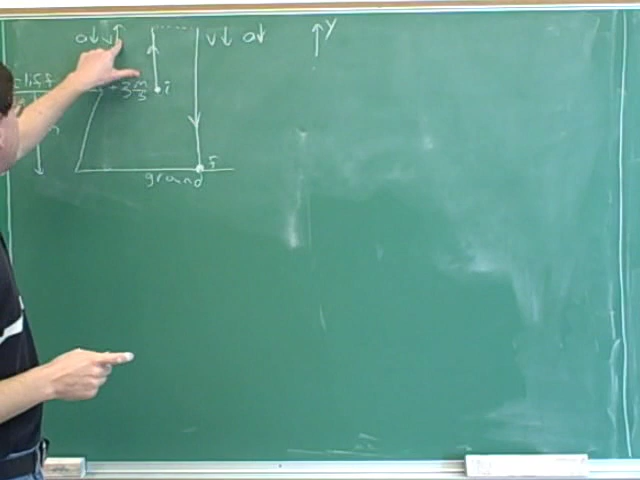 a↓ v↑ v↓ a↓ ↑Y
cliff +3 m/s i
f
ground